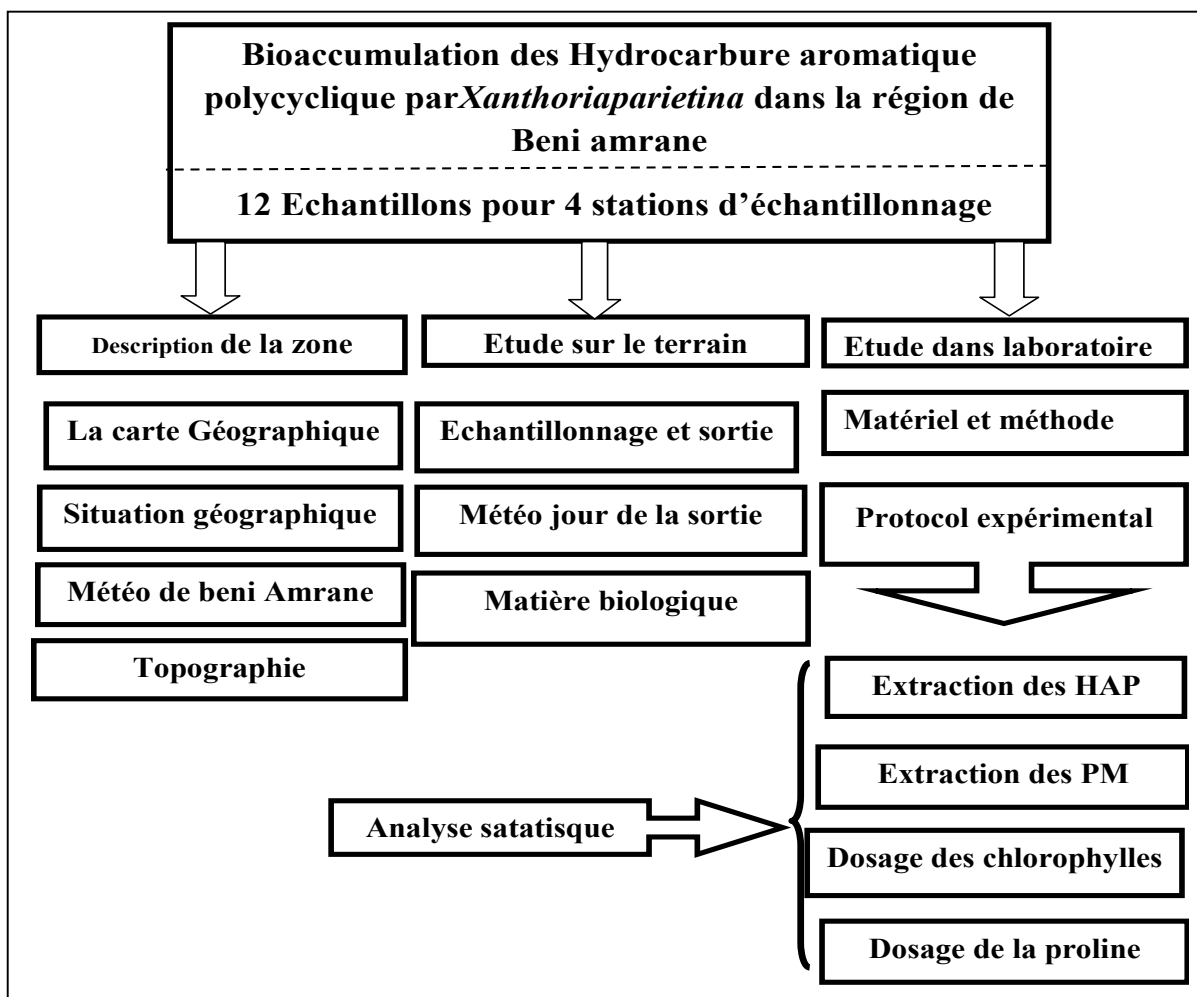 Bioaccumulation des Hydrocarbure aromatique
polycyclique parXanthoriaparietina dans la région de
Beni amrane
12 Echantillons pour 4 stations d’échantillonnage
Description de la zone
La carte Géographique
Situation géographique
Météo de beni Amrane
Topographie
Etude sur le terrain
Echantillonnage et sortie
Météo jour de la sortie
Matière biologique
Etude dans laboratoire
Matériel et méthode
Protocol expérimental
Analyse satatisque
Extraction des HAP
Extraction des PM
Dosage des chlorophylles
Dosage de la proline